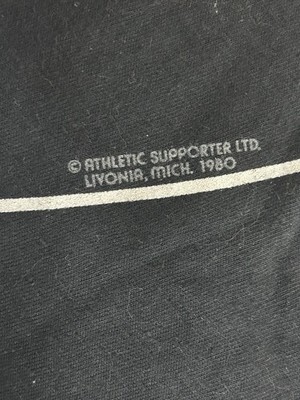 © ATHLETIC SUPPORTER LTD.
LIVONIA, MICH. 1980